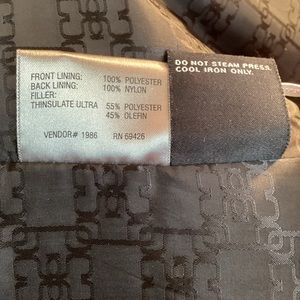 FRONT LINING: 100% POLYESTER
BACK LINING: 100% NYLON
FILLER:
THINSULATE ULTRA 55% POLYESTER
45% OLEFIN
VENDOR# 1986 RN 69426
DO NOT STEAM PRESS.
COOL IRON ONLY.